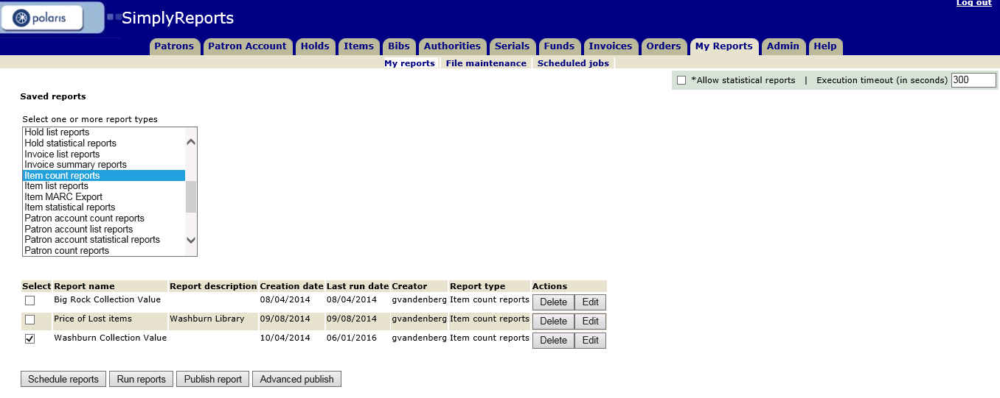 Log out
polaris
SimplyReports
Patrons Patron Account Holds Items Bibs Authorities Serials Funds Invoices Orders My Reports Admin Help
My reports File maintenance Scheduled jobs
*Allow statistical reports | Execution timeout (in seconds) 300
Saved reports
Select one or more report types
Hold list reports
Hold statistical reports
Invoice list reports
Invoice summary reports
Item count reports
Item list reports
Item MARC Export
Item statistical reports
Patron account count reports
Patron account list reports
Patron account statistical reports
Patron count reports
Select Report name Report description Creation date Last run date Creator Report type Actions
Big Rock Collection Value 08/04/2014 08/04/2014 gvandenberg Item count reports Delete Edit
Price of Lost items Washburn Library 09/08/2014 09/08/2014 gvandenberg Item count reports Delete Edit
Washburn Collection Value 10/04/2014 06/01/2016 gvandenberg Item count reports Delete Edit
Schedule reports Run reports Publish report Advanced publish